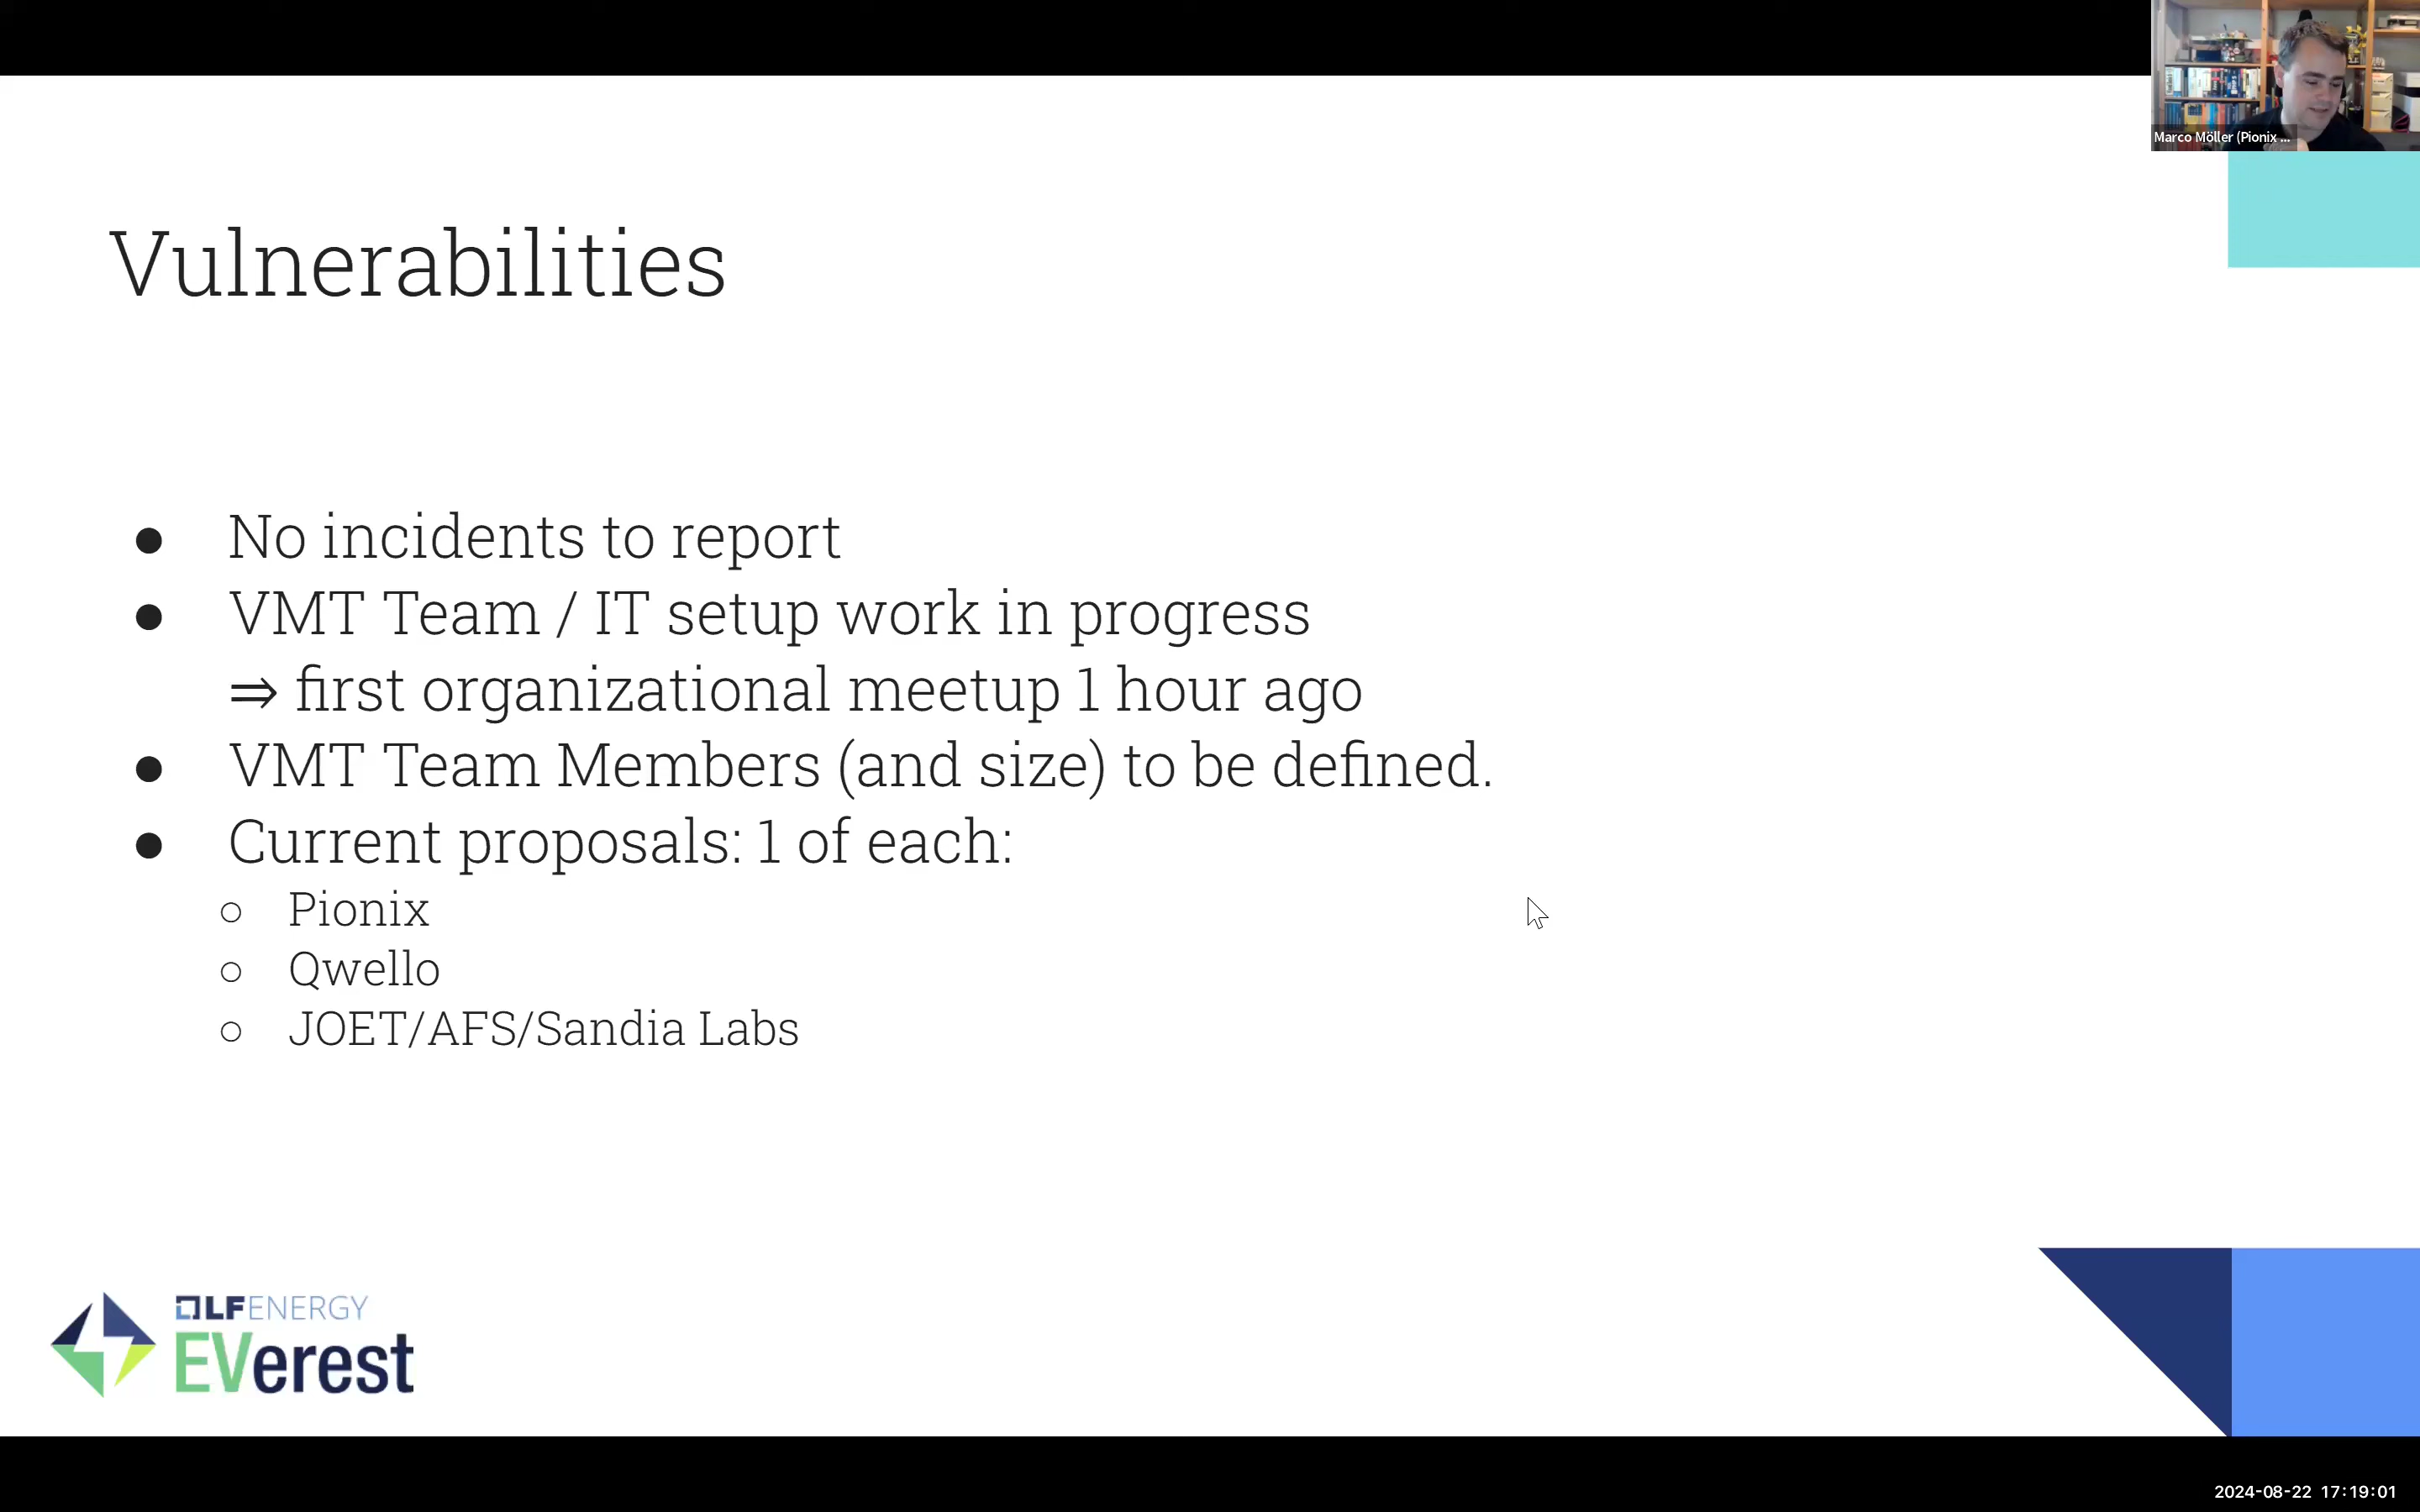 Marco Möller (Pionix ...
Vulnerabilities
● No incidents to report
● VMT Team / IT setup work in progress
⇒ first organizational meetup 1 hour ago
● VMT Team Members (and size) to be defined.
● Current proposals: 1 of each:
○ Pionix
○ Qwello
○ JOET/AFS/Sandia Labs
LFENERGY
EVerest
2024-08-22 17:19:01